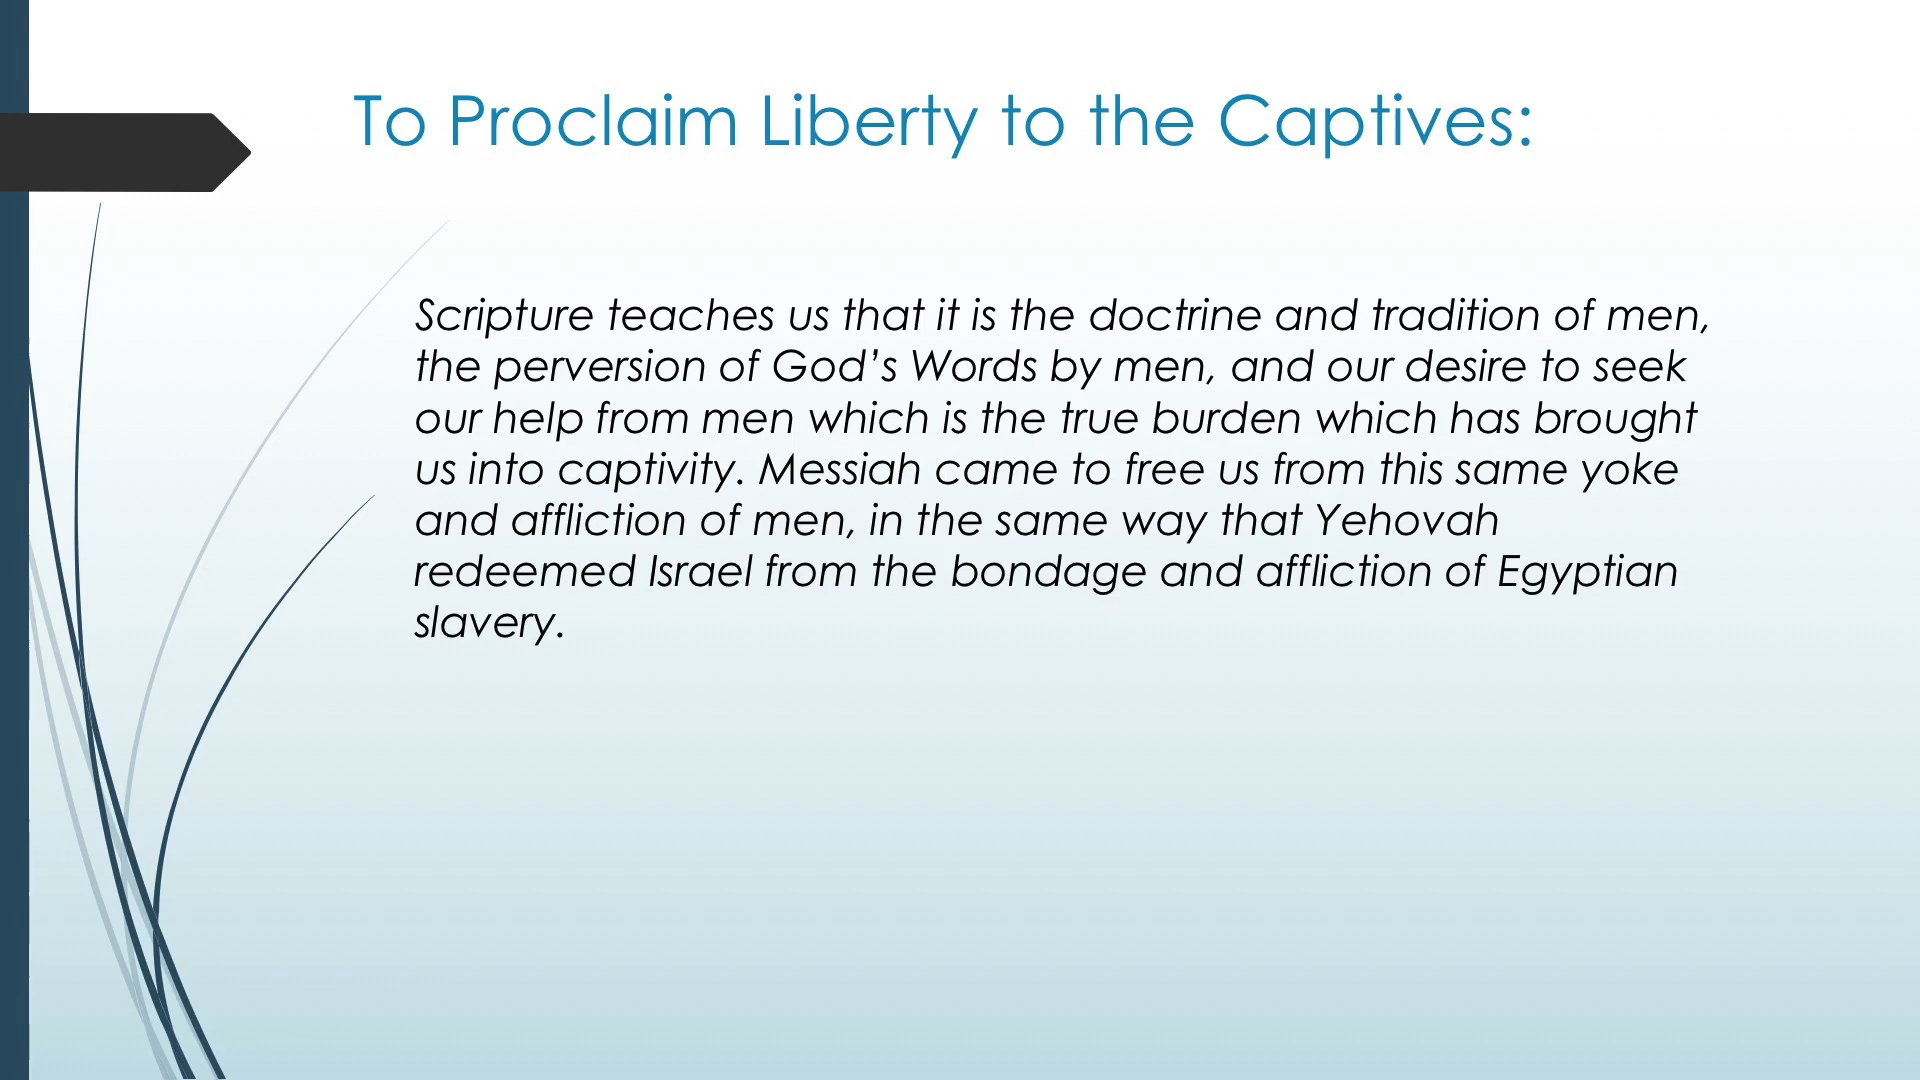 To Proclaim Liberty to the Captives:
Scripture teaches us that it is the doctrine and tradition of men,
the perversion of God’s Words by men, and our desire to seek
our help from men which is the true burden which has brought
us into captivity. Messiah came to free us from this same yoke
and affliction of men, in the same way that Yehovah
redeemed Israel from the bondage and affliction of Egyptian
slavery.